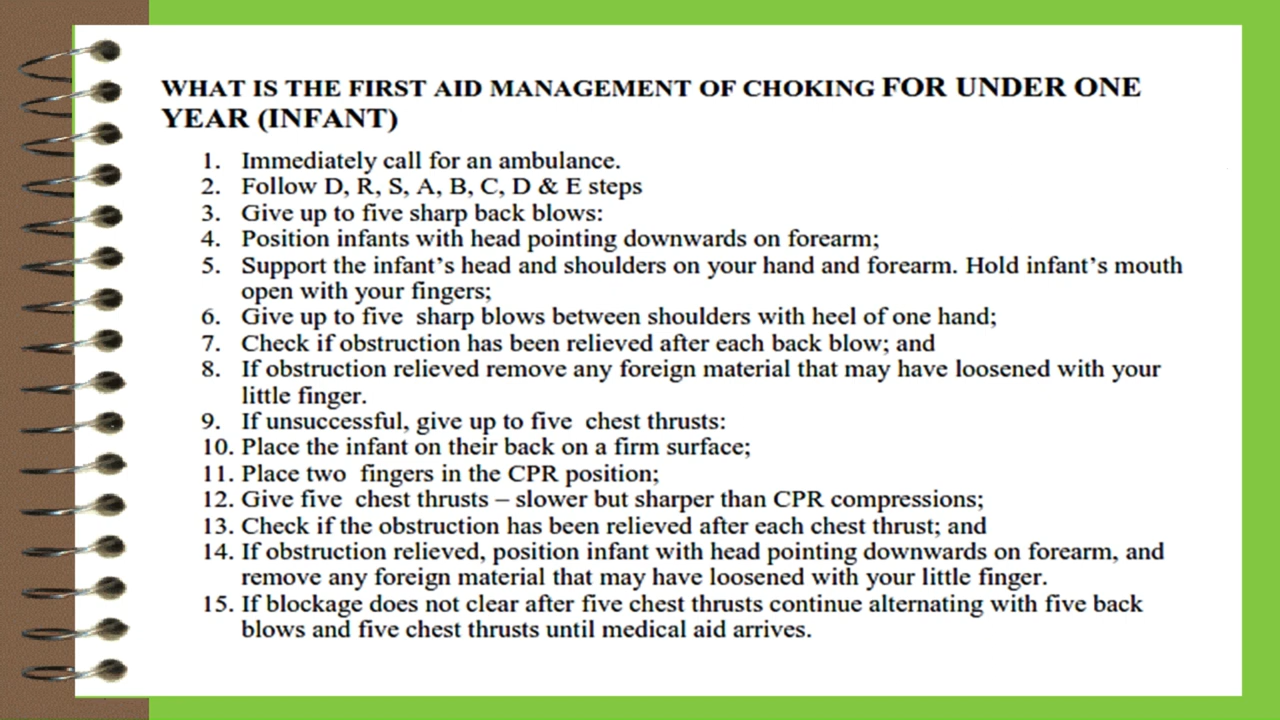 WHAT IS THE FIRST AID MANAGEMENT OF CHOKING FOR UNDER ONE
YEAR (INFANT)
1. Immediately call for an ambulance.
2. Follow D, R, S, A, B, C, D & E steps
3. Give up to five sharp back blows:
4. Position infants with head pointing downwards on forearm;
5. Support the infant's head and shoulders on your hand and forearm. Hold infant's mouth
open with your fingers;
6. Give up to five sharp blows between shoulders with heel of one hand;
7. Check if obstruction has been relieved after each back blow; and
8. If obstruction relieved remove any foreign material that may have loosened with your
little finger.
9. If unsuccessful, give up to five chest thrusts:
10. Place the infant on their back on a firm surface;
11. Place two fingers in the CPR position;
12. Give five chest thrusts – slower but sharper than CPR compressions;
13. Check if the obstruction has been relieved after each chest thrust; and
14. If obstruction relieved, position infant with head pointing downwards on forearm, and
remove any foreign material that may have loosened with your little finger.
15. If blockage does not clear after five chest thrusts continue alternating with five back
blows and five chest thrusts until medical aid arrives.